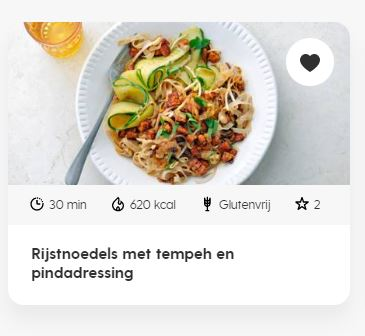 30 min 620 kcal Glutenvrij 2
Rijstnoedels met tempeh en
pindadressing